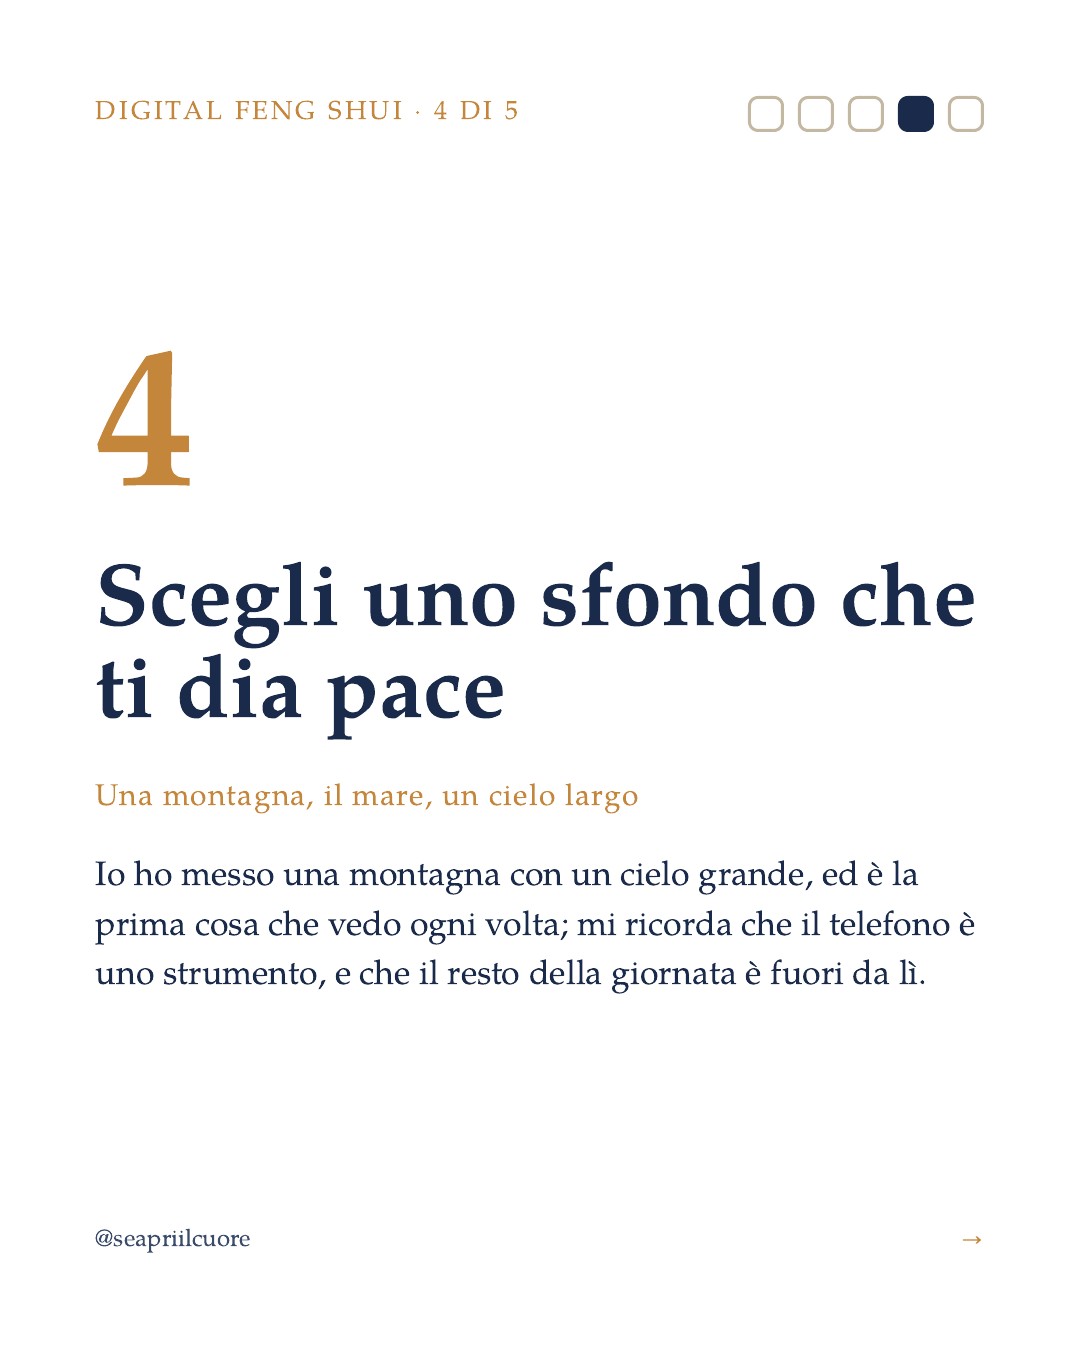 DIGITAL FENG SHUI · 4 DI 5
4
Scegli uno sfondo che
ti dia pace
Una montagna, il mare, un cielo largo
Io ho messo una montagna con un cielo grande, ed è la
prima cosa che vedo ogni volta; mi ricorda che il telefono è
uno strumento, e che il resto della giornata è fuori da lì.
@seapriilcuore
→